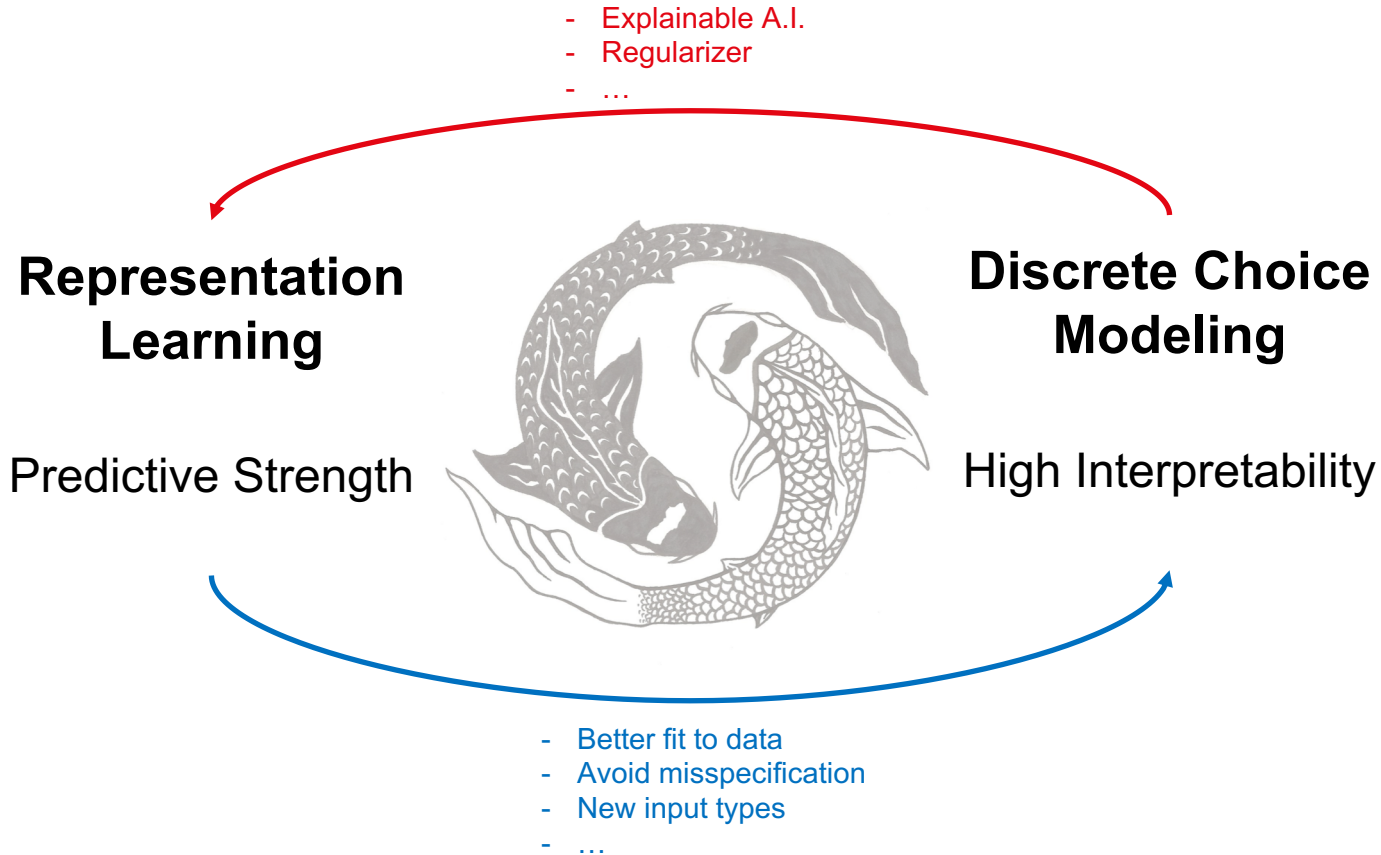 - Explainable A.I.
- Regularizer
- …
Representation
Learning
Predictive Strength
Discrete Choice
Modeling
High Interpretability
- Better fit to data
- Avoid misspecification
- New input types
- …